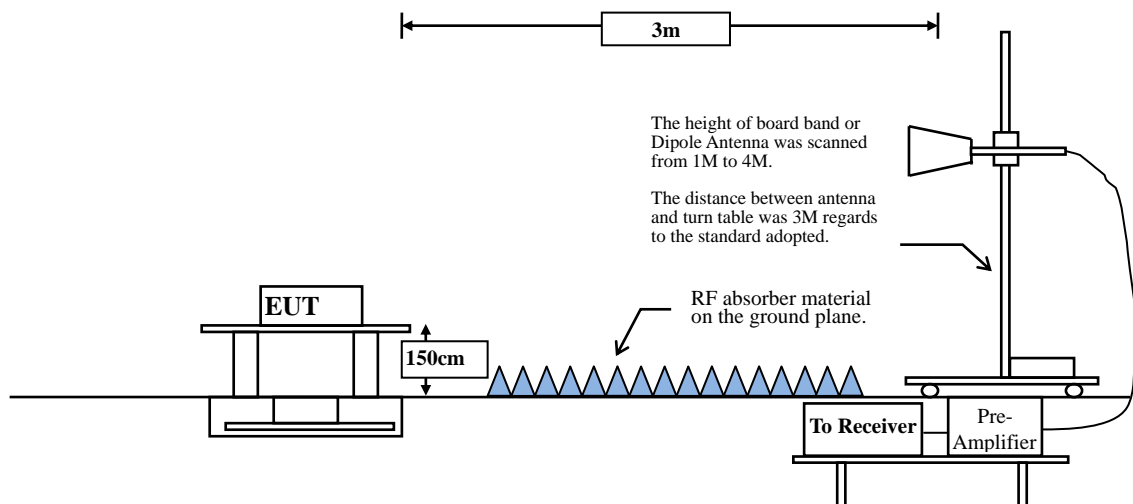 3m
The height of board band or
Dipole Antenna was scanned
from 1M to 4M.
The distance between antenna
and turn table was 3M regards
to the standard adopted.
EUT
RF absorber material
on the ground plane.
150cm
To Receiver
Pre-
Amplifier